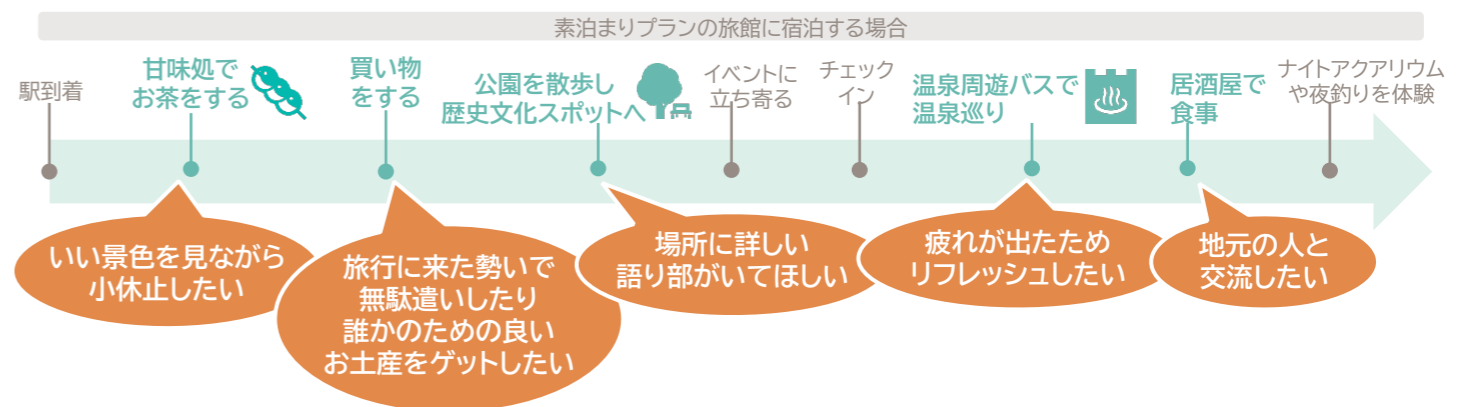 素泊まりプランの旅館に宿泊する場合
駅到着
甘味処で
お茶をする
買い物
をする
公園を散歩し
歴史文化スポットへ
イベントに
立ち寄る
チェック
イン
温泉周遊バスで
温泉巡り
居酒屋で
食事
ナイトアクアリウム
や夜釣りを体験
いい景色を見ながら
小休止したい
旅行に来た勢いで
無駄遣いしたり
誰かのための良い
お土産をゲットしたい
場所に詳しい
語り部がいてほしい
疲れが出たため
リフレッシュしたい
地元の人と
交流したい